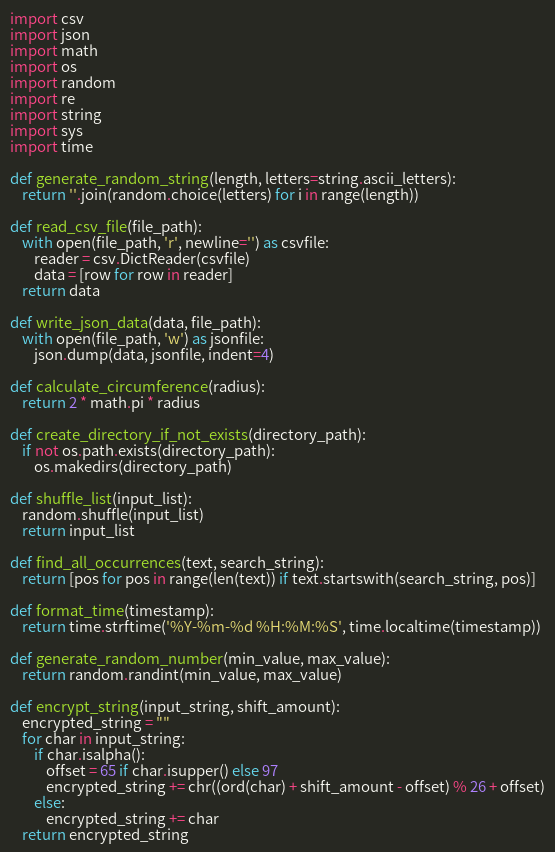 import csv
import json
import math
import os
import random
import re
import string
import sys
import time

def generate_random_string(length, letters=string.ascii_letters):
    return ''.join(random.choice(letters) for i in range(length))

def read_csv_file(file_path):
    with open(file_path, 'r', newline='') as csvfile:
        reader = csv.DictReader(csvfile)
        data = [row for row in reader]
    return data

def write_json_data(data, file_path):
    with open(file_path, 'w') as jsonfile:
        json.dump(data, jsonfile, indent=4)

def calculate_circumference(radius):
    return 2 * math.pi * radius

def create_directory_if_not_exists(directory_path):
    if not os.path.exists(directory_path):
        os.makedirs(directory_path)

def shuffle_list(input_list):
    random.shuffle(input_list)
    return input_list

def find_all_occurrences(text, search_string):
    return [pos for pos in range(len(text)) if text.startswith(search_string, pos)]

def format_time(timestamp):
    return time.strftime('%Y-%m-%d %H:%M:%S', time.localtime(timestamp))

def generate_random_number(min_value, max_value):
    return random.randint(min_value, max_value)

def encrypt_string(input_string, shift_amount):
    encrypted_string = ""
    for char in input_string:
        if char.isalpha():
            offset = 65 if char.isupper() else 97
            encrypted_string += chr((ord(char) + shift_amount - offset) % 26 + offset)
        else:
            encrypted_string += char
    return encrypted_string